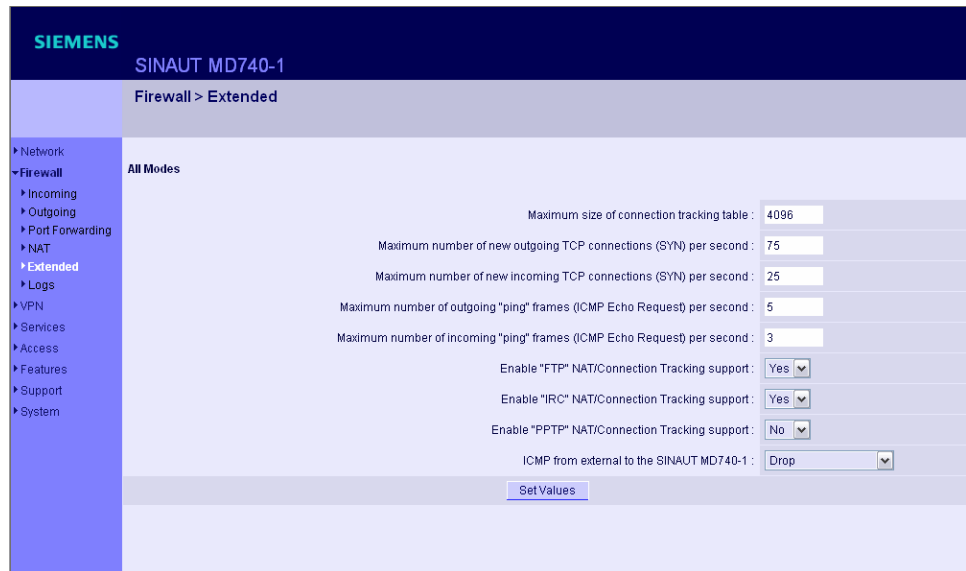 SIEMENS
SINAUT MD740-1
Firewall > Extended
Network
Firewall
Incoming
Outgoing
Port Forwarding
NAT
Extended
Logs
VPN
Services
Access
Features
Support
System
All Modes
Maximum size of connection tracking table : 4096
Maximum number of new outgoing TCP connections (SYN) per second : 75
Maximum number of new incoming TCP connections (SYN) per second : 25
Maximum number of outgoing "ping" frames (ICMP Echo Request) per second : 5
Maximum number of incoming "ping" frames (ICMP Echo Request) per second : 3
Enable "FTP" NAT/Connection Tracking support : Yes
Enable "IRC" NAT/Connection Tracking support : Yes
Enable "PPTP" NAT/Connection Tracking support : No
ICMP from external to the SINAUT MD740-1 : Drop
Set Values